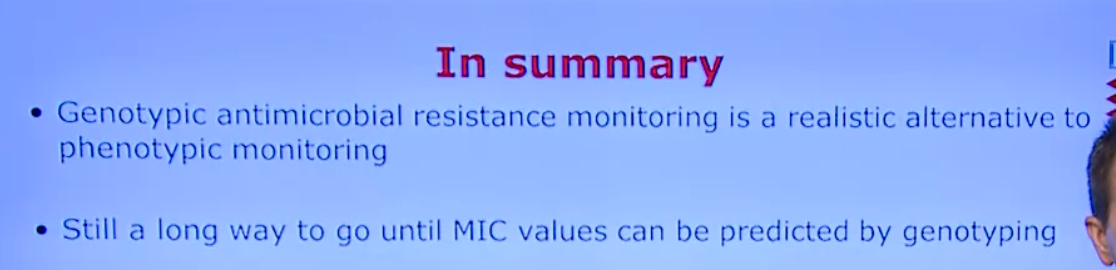 In summary
• Genotypic antimicrobial resistance monitoring is a realistic alternative to
phenotypic monitoring
• Still a long way to go until MIC values can be predicted by genotyping